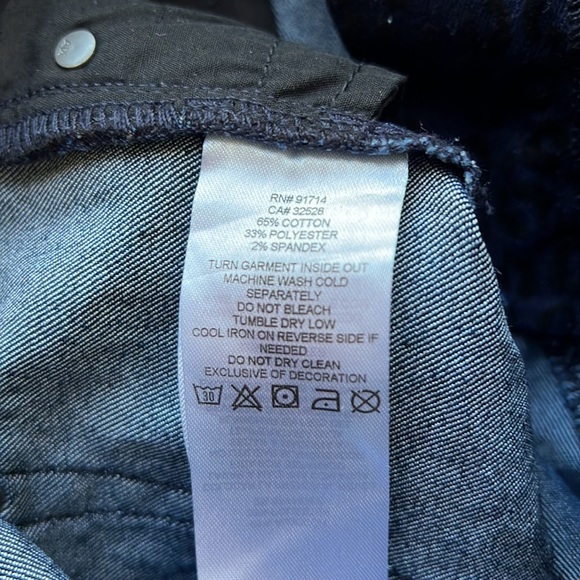 RN# 91714
CA# 32528
65% COTTON
33% POLYESTER
2% SPANDEX
TURN GARMENT INSIDE OUT
MACHINE WASH COLD
SEPARATELY
DO NOT BLEACH
TUMBLE DRY LOW
COOL IRON ON REVERSE SIDE IF
NEEDED
DO NOT DRY CLEAN
EXCLUSIVE OF DECORATION
30